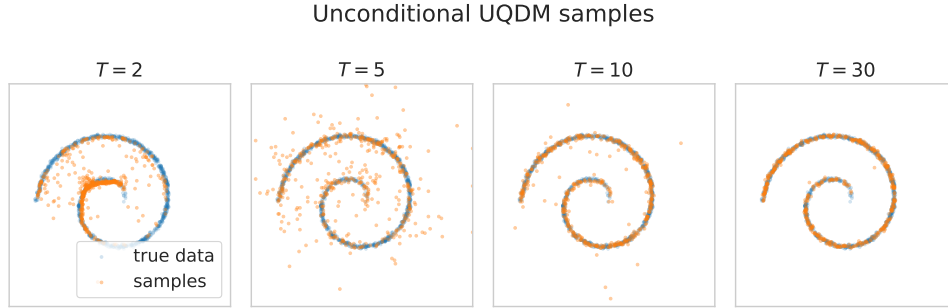 Unconditional UQDM samples
T = 2
T = 5
T = 10
T = 30
true data
samples